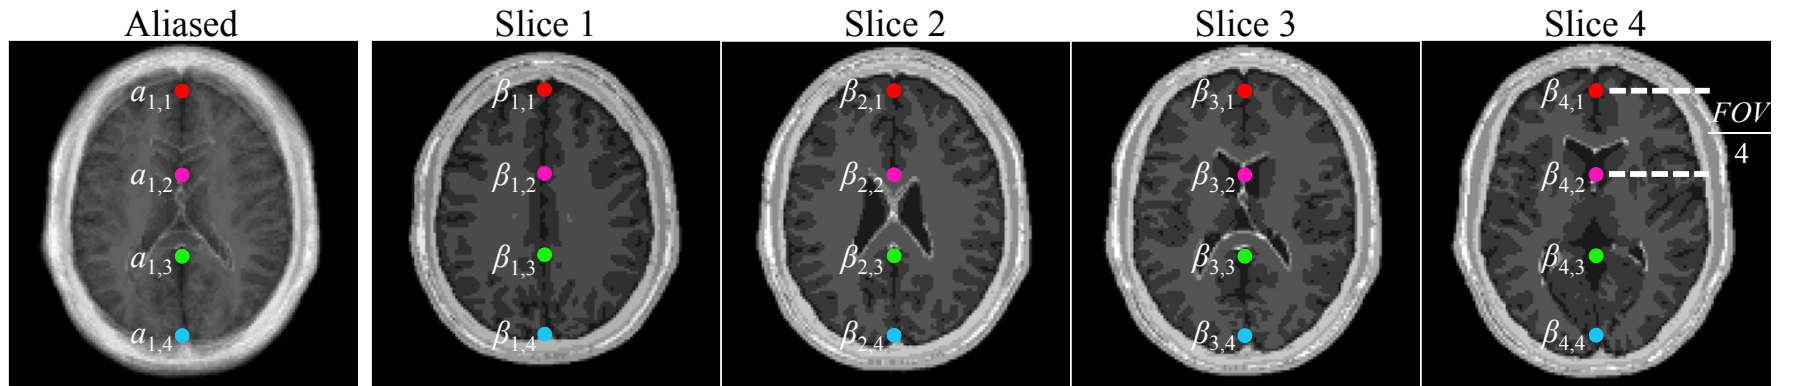 Aliased Slice 1 Slice 2 Slice 3 Slice 4
a1,1 β1,1 β2,1 β3,1 β4,1
FOV
4
a1,2 β1,2 β2,2 β3,2 β4,2
a1,3 β1,3 β2,3 β3,3 β4,3
a1,4 β1,4 β2,4 β3,4 β4,4